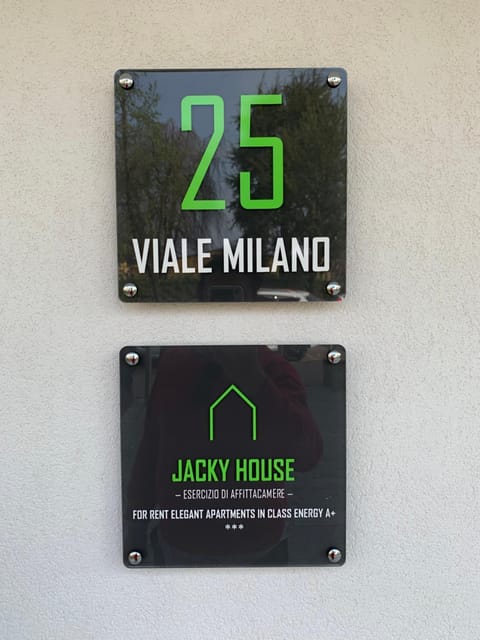 25
VIALE MILANO
JACKY HOUSE
– ESERCIZIO DI AFFITTACAMERE –
FOR RENT ELEGANT APARTMENTS IN CLASS ENERGY A+
***